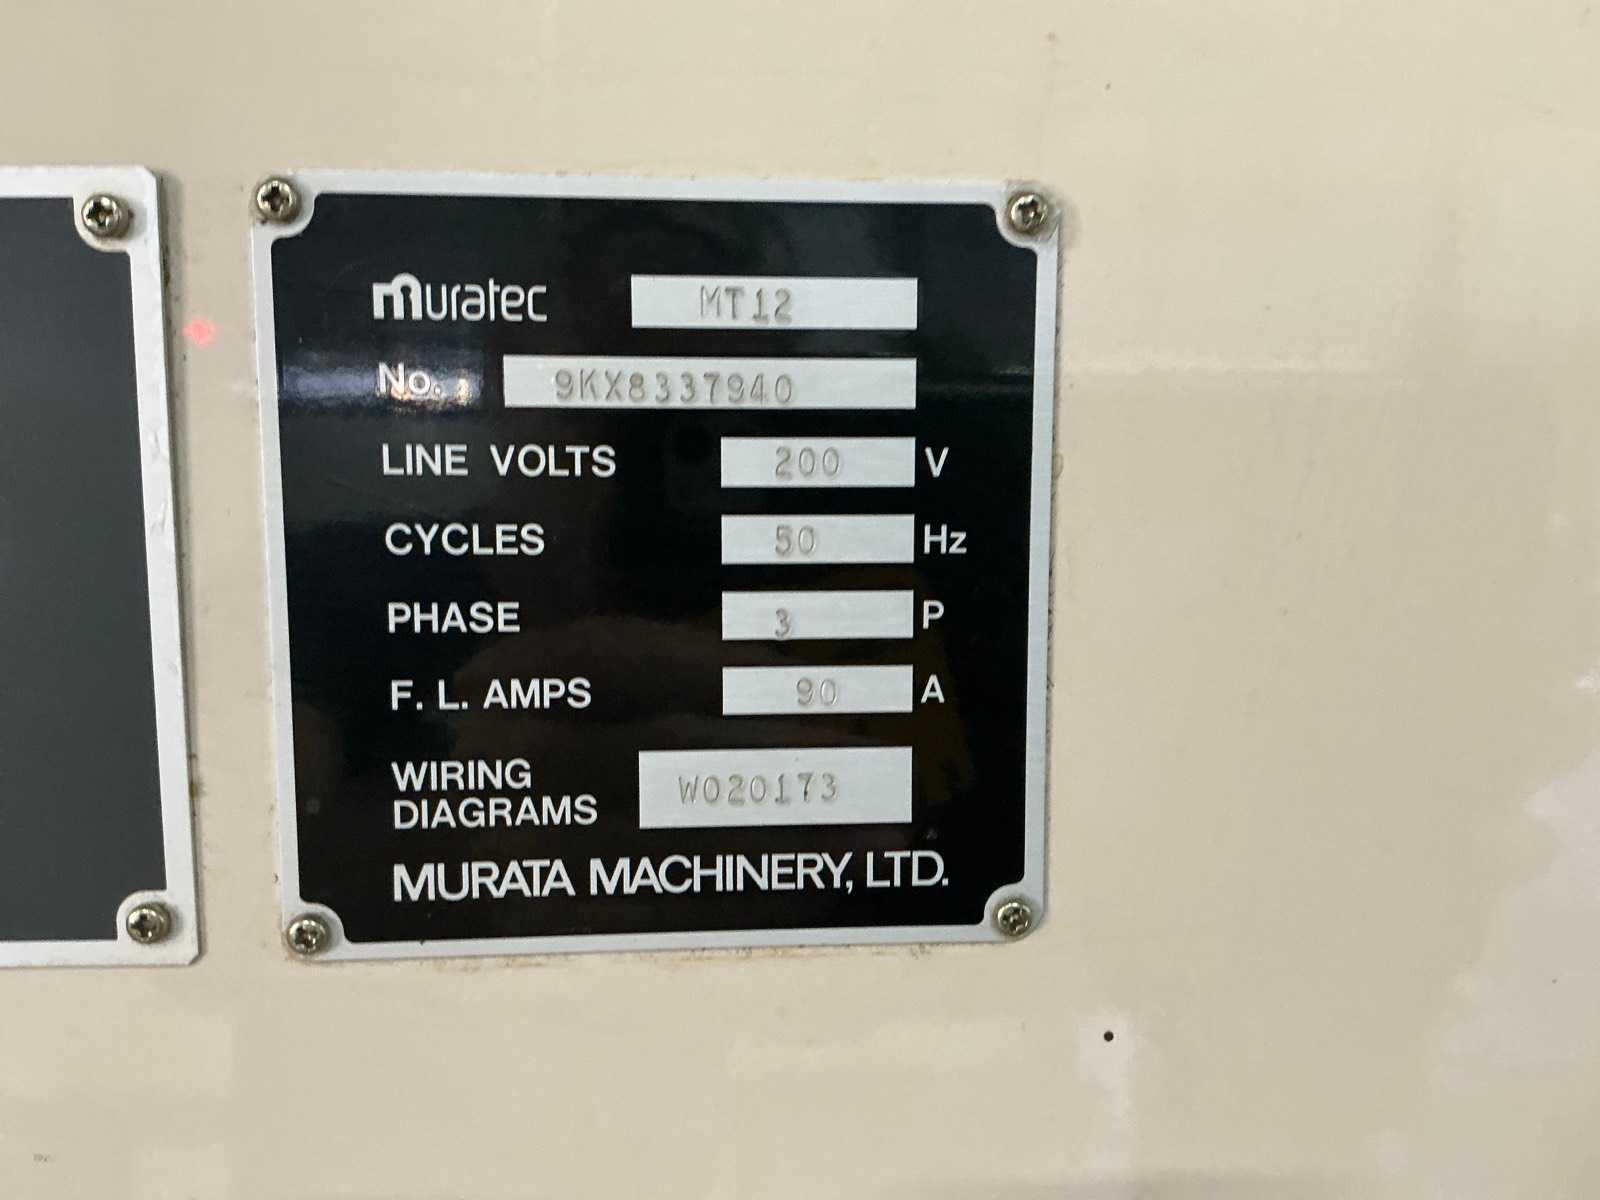 muratec MT12
No. 9KX8337940
LINE VOLTS 200 V
CYCLES 50 Hz
PHASE 3 P
F. L. AMPS 90 A
WIRING
DIAGRAMS W020173
MURATA MACHINERY, LTD.